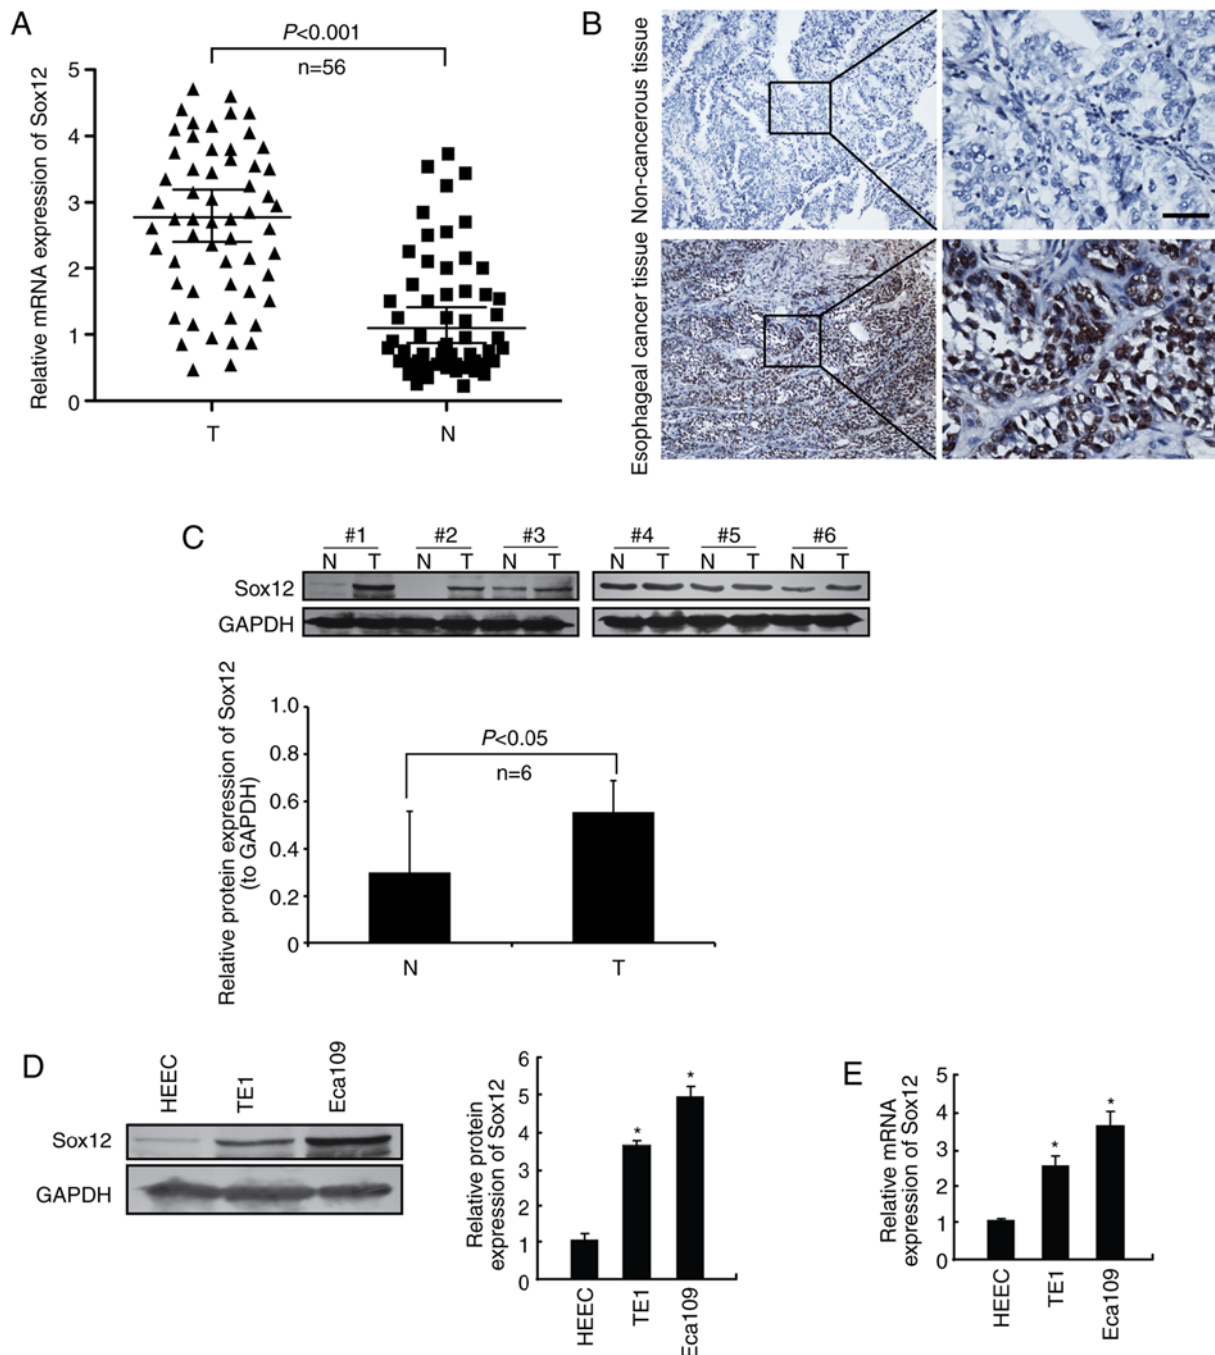 A
P<0.001
n=56
Relative mRNA expression of Sox12
5
4
3
2
1
0
T
N
B
Non-cancerous tissue
Esophageal cancer tissue
C
#1 #2 #3 #4 #5 #6
N T N T N T N T N T N T
Sox12
GAPDH
Relative protein expression of Sox12
(to GAPDH)
1.0
0.8
0.6
0.4
0.2
0
P<0.05
n=6
N
T
D
HEEC
TE1
Eca109
Sox12
GAPDH
Relative protein
expression of Sox12
6
5
4
3
2
1
0
*
*
HEEC
TE1
Eca109
E
Relative mRNA
expression of Sox12
5
4
3
2
1
0
*
*
HEEC
TE1
Eca109